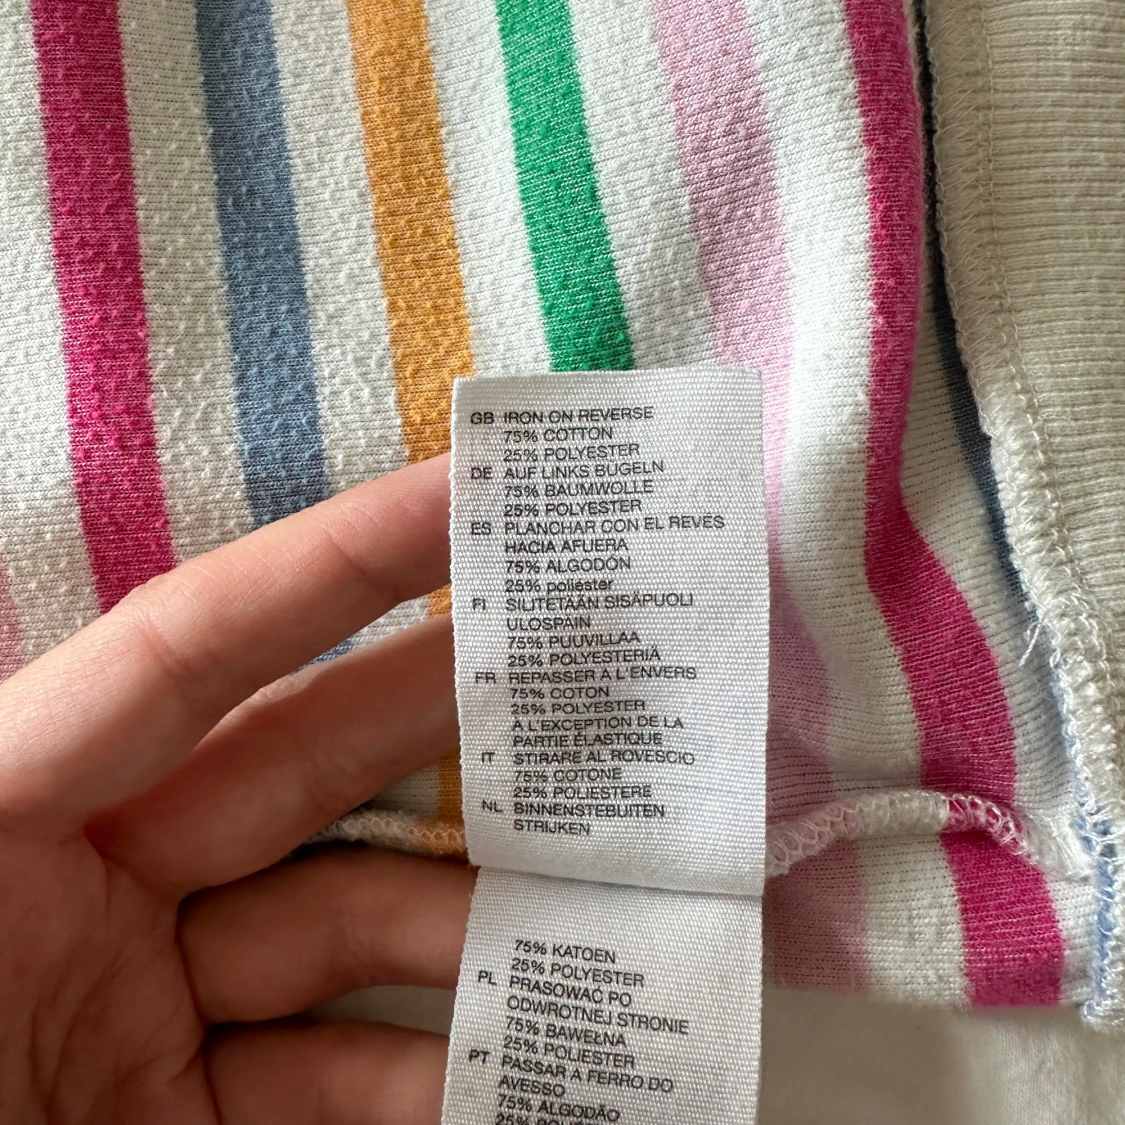 GB IRON ON REVERSE
75% COTTON
25% POLYESTER
DE AUF LINKS BÜGELN
75% BAUMWOLLE
25% POLYESTER
ES PLANCHAR CON EL REVÉS
HACIA AFUERA
75% ALGODÓN
25% poliéster
FI SILITETÄÄN SISÄPUOLI
ULOSPÄIN
75% PUUVILLAA
25% POLYESTERIÄ
FR REPASSER A L'ENVERS
75% COTON
25% POLYESTER
A L'EXCEPTION DE LA
PARTIE ÉLASTIQUE
IT STIRARE AL ROVESCIO
75% COTONE
25% POLIESTERE
NL BINNENSTEBUITEN
STRIJKEN
75% KATOEN
25% POLYESTER
PL PRASOWAĆ PO
ODWROTNEJ STRONIE
75% BAWEŁNA
25% POLIESTER
PT PASSAR A FERRO DO
AVESSO
75% ALGODÃO
25%